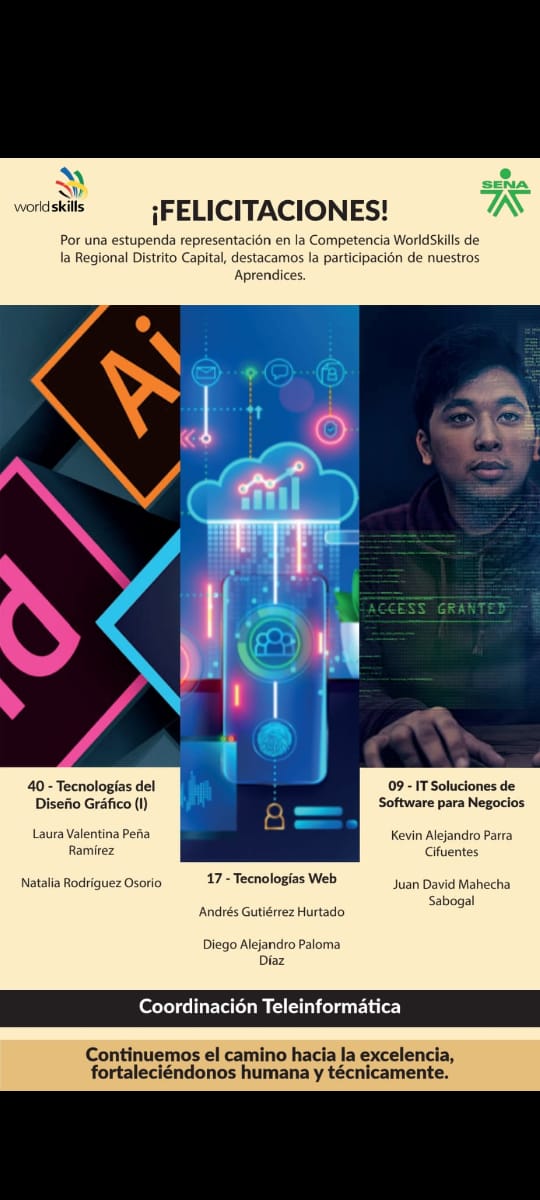 worldskills
SENA
¡FELICITACIONES!
Por una estupenda representación en la Competencia WorldSkills de
la Regional Distrito Capital, destacamos la participación de nuestros
Aprendices.
Ai
Id
ACCESS GRANTED
40 - Tecnologías del
Diseño Gráfico (I)
Laura Valentina Peña
Ramírez
Natalia Rodríguez Osorio
17 - Tecnologías Web
Andrés Gutiérrez Hurtado
Diego Alejandro Paloma
Díaz
09 - IT Soluciones de
Software para Negocios
Kevin Alejandro Parra
Cifuentes
Juan David Mahecha
Sabogal
Coordinación Teleinformática
Continuemos el camino hacia la excelencia,
fortaleciéndonos humana y técnicamente.